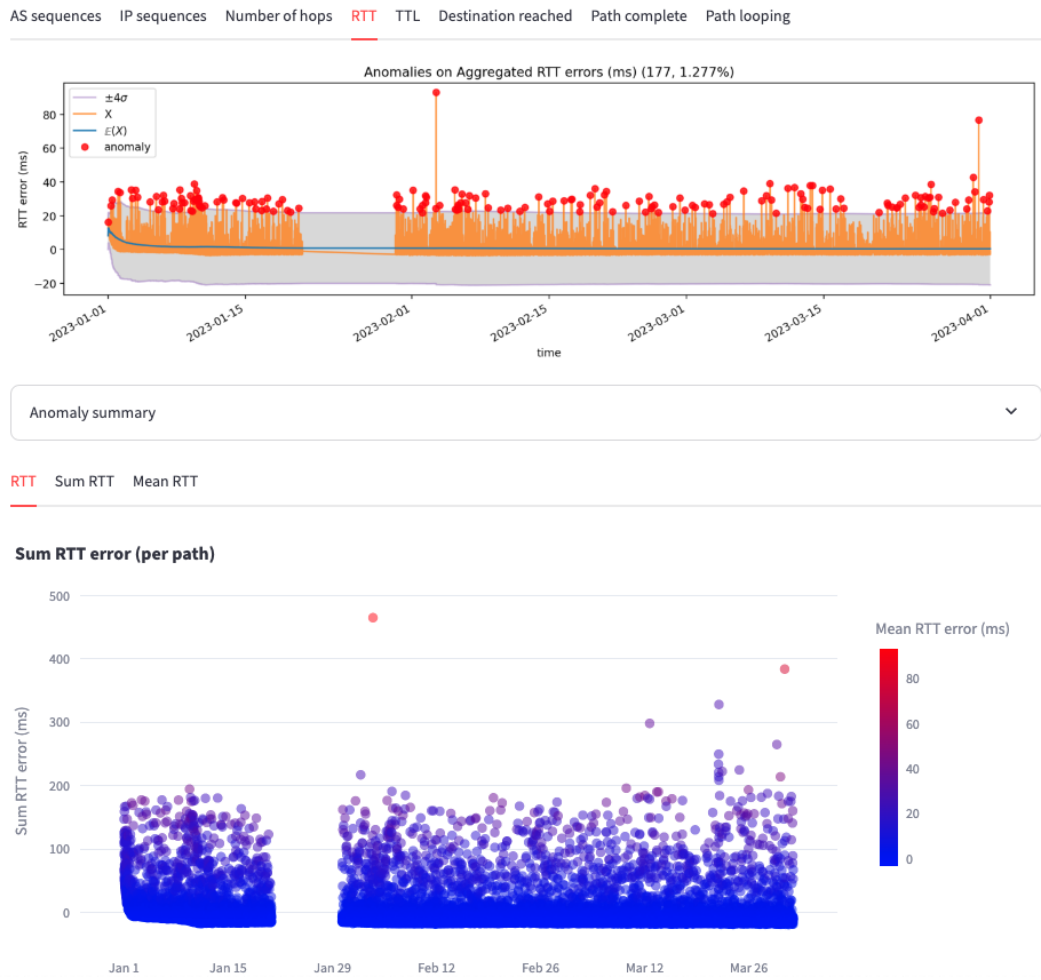 AS sequences IP sequences Number of hops RTT TTL Destination reached Path complete Path looping
Anomalies on Aggregated RTT errors (ms) (177, 1.277%)
±4σ
X
𝔼(X)
anomaly
RTT error (ms)
80
60
40
20
0
−20
2023-01-01
2023-01-15
2023-02-01
2023-02-15
2023-03-01
2023-03-15
2023-04-01
time
Anomaly summary
RTT Sum RTT Mean RTT
Sum RTT error (per path)
Sum RTT error (ms)
500
400
300
200
100
0
Jan 1
Jan 15
Jan 29
Feb 12
Feb 26
Mar 12
Mar 26
Mean RTT error (ms)
80
60
40
20
0